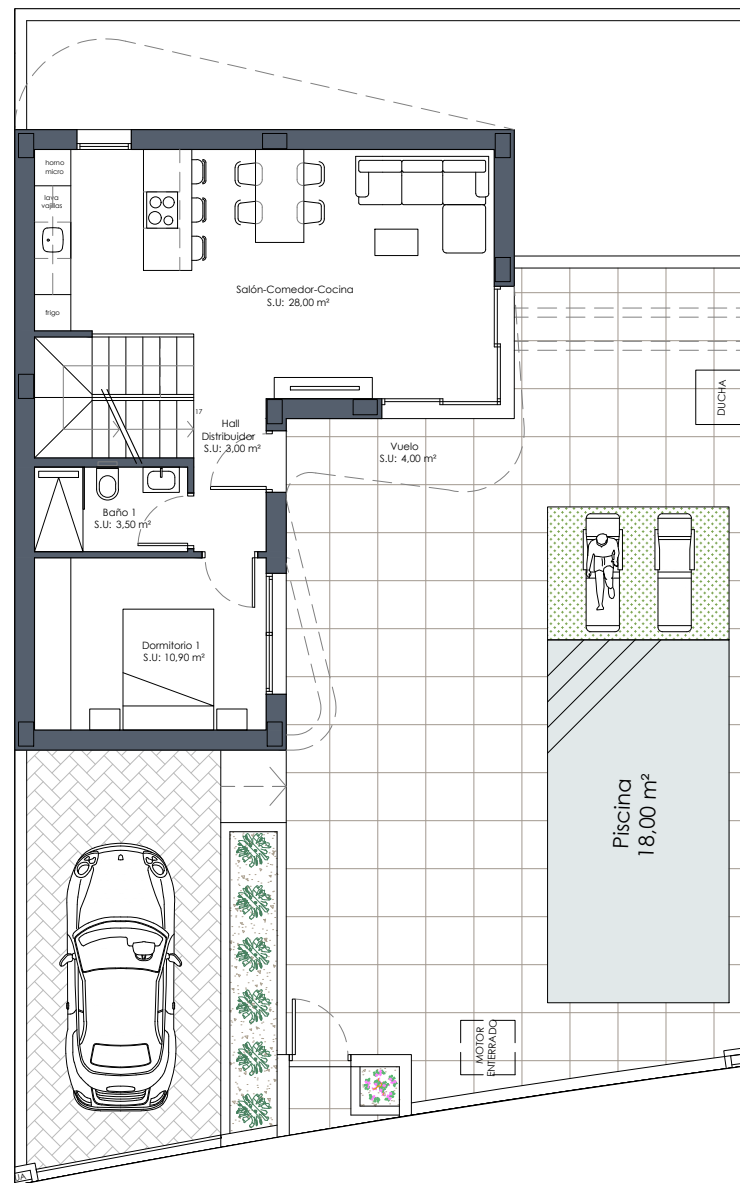 horno
micro
lava
vajillas
frigo
Salón-Comedor-Cocina
S.U: 28,00 m²
DUCHA
17
Hall
Distribuidor
S.U: 3,00 m²
Vuelo
S.U: 4,00 m²
Baño 1
S.U: 3,50 m²
Dormitorio 1
S.U: 10,90 m²
Piscina
18,00 m²
MOTOR
ENTERRADO